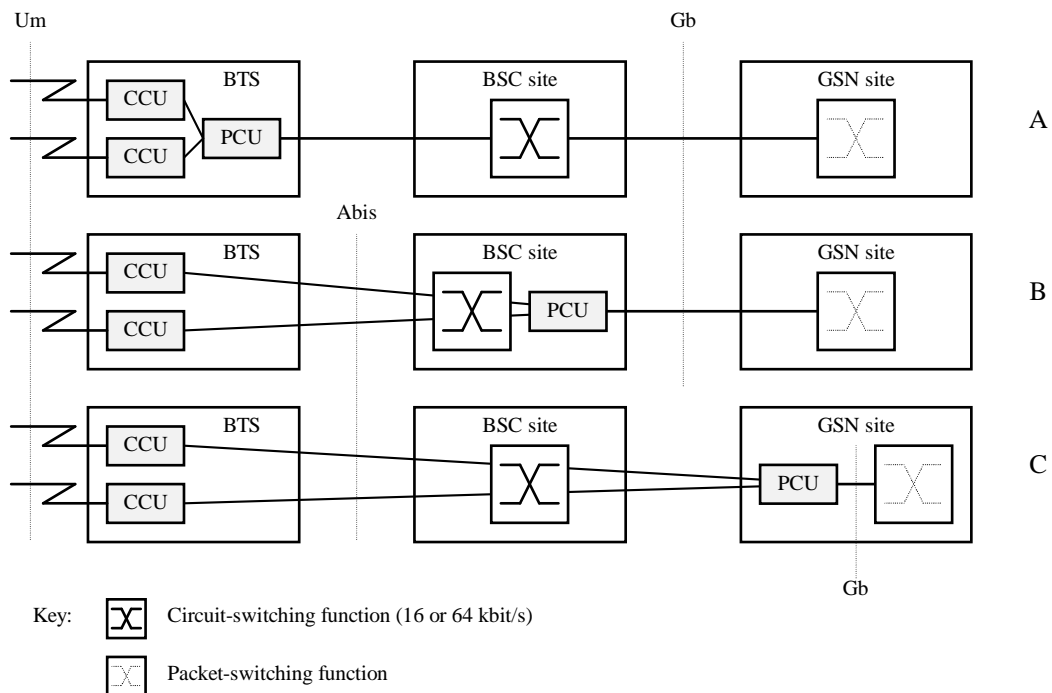 Um
Gb
BTS
BSC site
GSN site
CCU
CCU
PCU
A
Abis
BTS
BSC site
GSN site
CCU
CCU
PCU
B
BTS
BSC site
GSN site
CCU
CCU
PCU
C
Gb
Key:
Circuit-switching function (16 or 64 kbit/s)
Packet-switching function